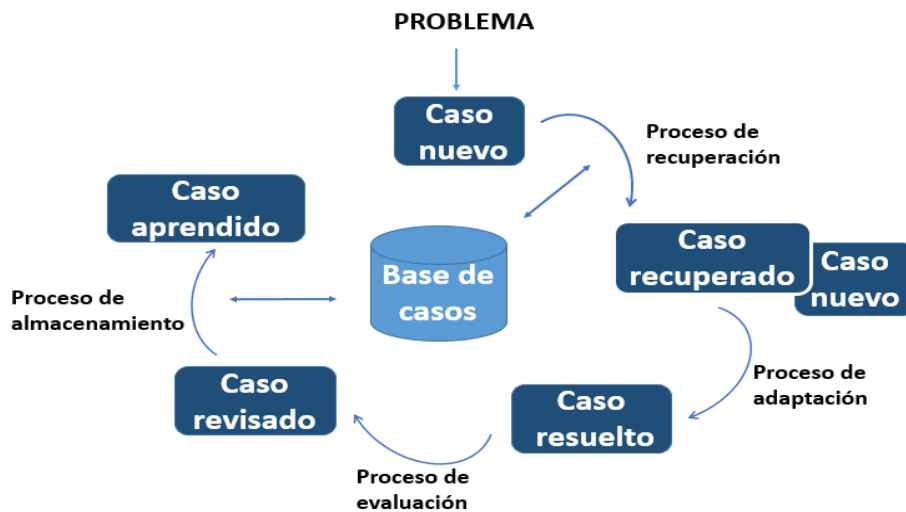 PROBLEMA
Caso
nuevo
Proceso de
recuperación
Caso
recuperado
Caso
nuevo
Proceso de
adaptación
Caso
resuelto
Proceso de
evaluación
Caso
revisado
Proceso de
almacenamiento
Caso
aprendido
Base de
casos